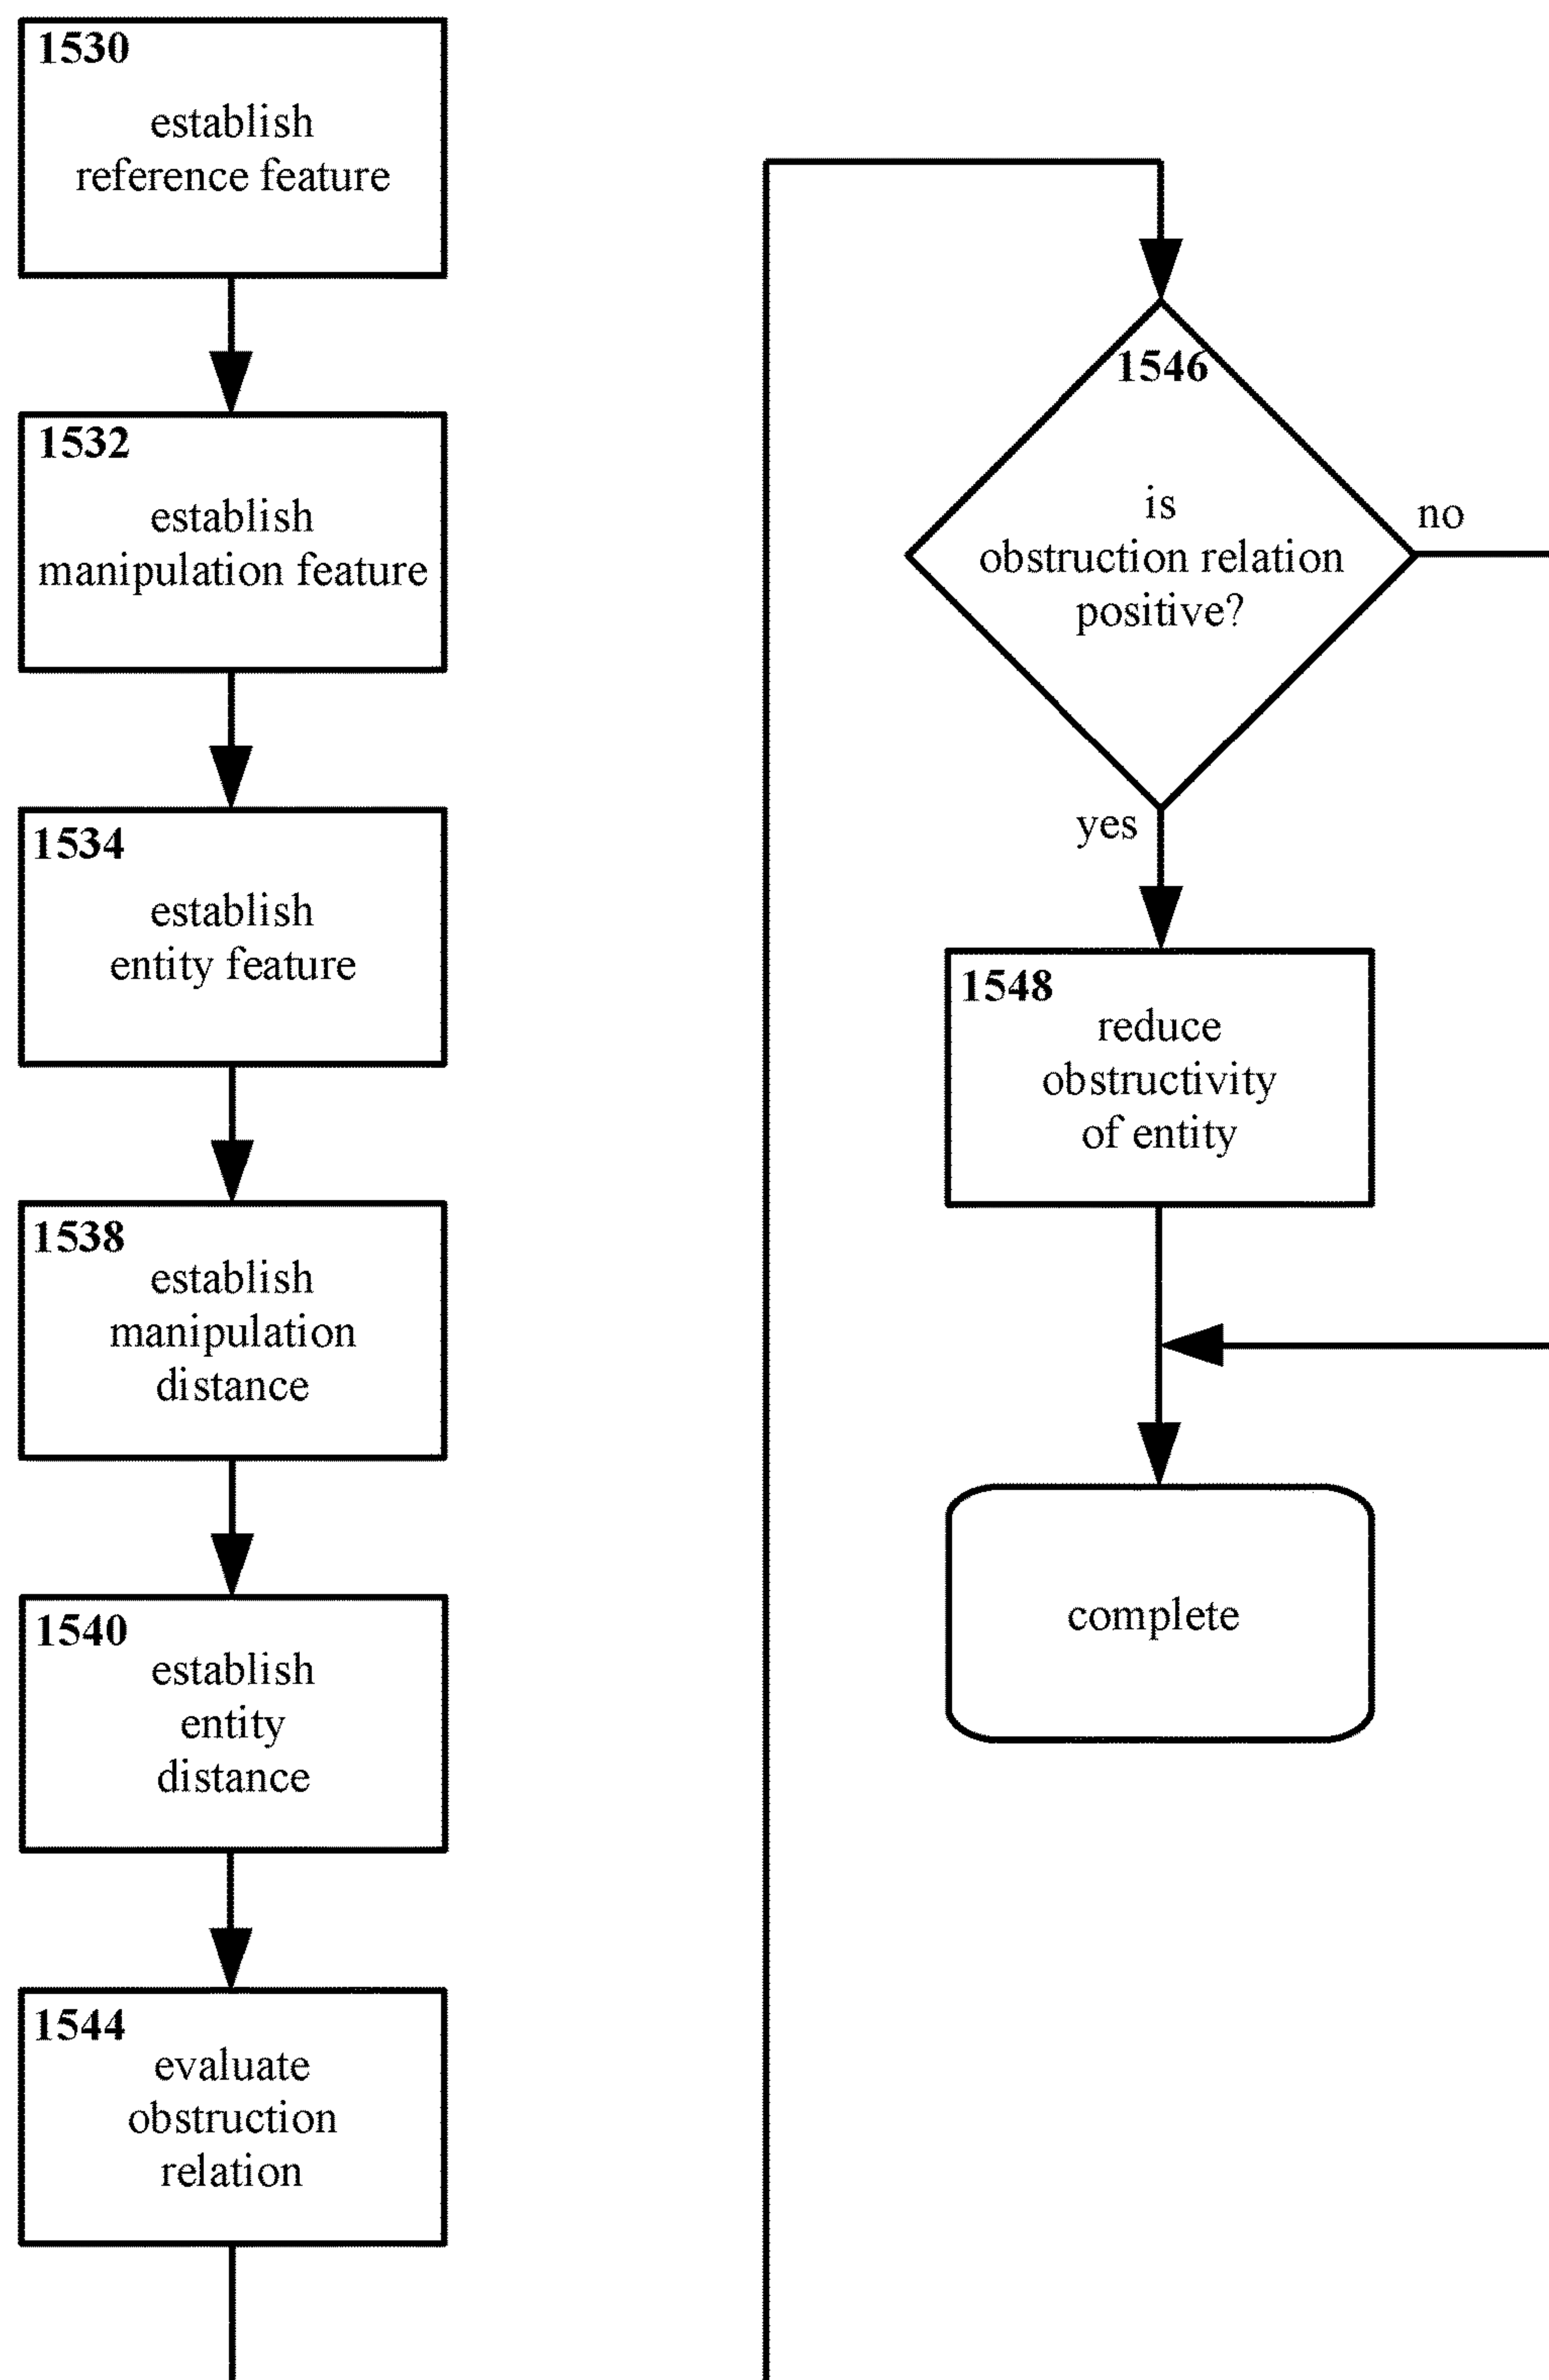 1530
establish
reference feature
1532
establish
manipulation feature
1534
establish
entity feature
1538
establish
manipulation
distance
1540
establish
entity
distance
1544
evaluate
obstruction
relation
1546
is
obstruction relation
positive?
no
yes
1548
reduce
obstructivity
of entity
complete